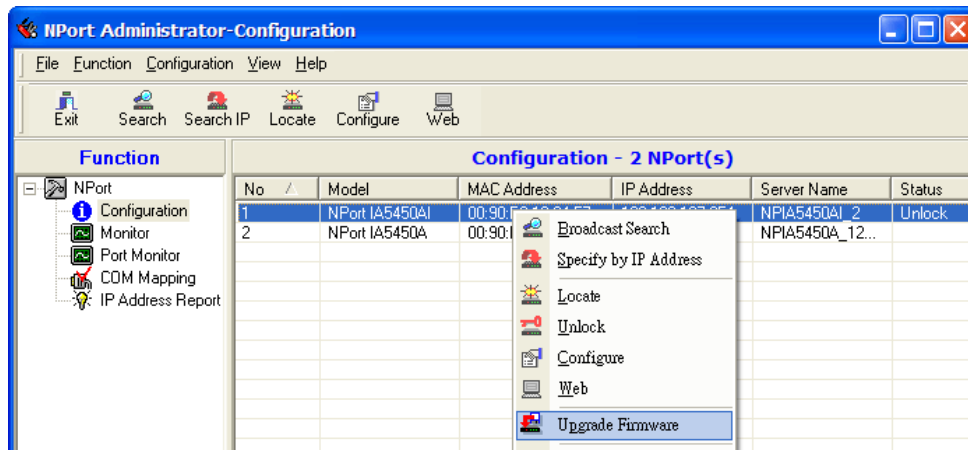 NPort Administrator-Configuration
File Function Configuration View Help
Exit Search Search IP Locate Configure Web
Function
Configuration - 2 NPort(s)
NPort
Configuration
Monitor
Port Monitor
COM Mapping
IP Address Report
No Model MAC Address IP Address Server Name Status
1 NPort IA5450AI NPIA5450AI_2 Unlock
2 NPort IA5450A NPIA5450A_12...
Broadcast Search
Specify by IP Address
Locate
Unlock
Configure
Web
Upgrade Firmware